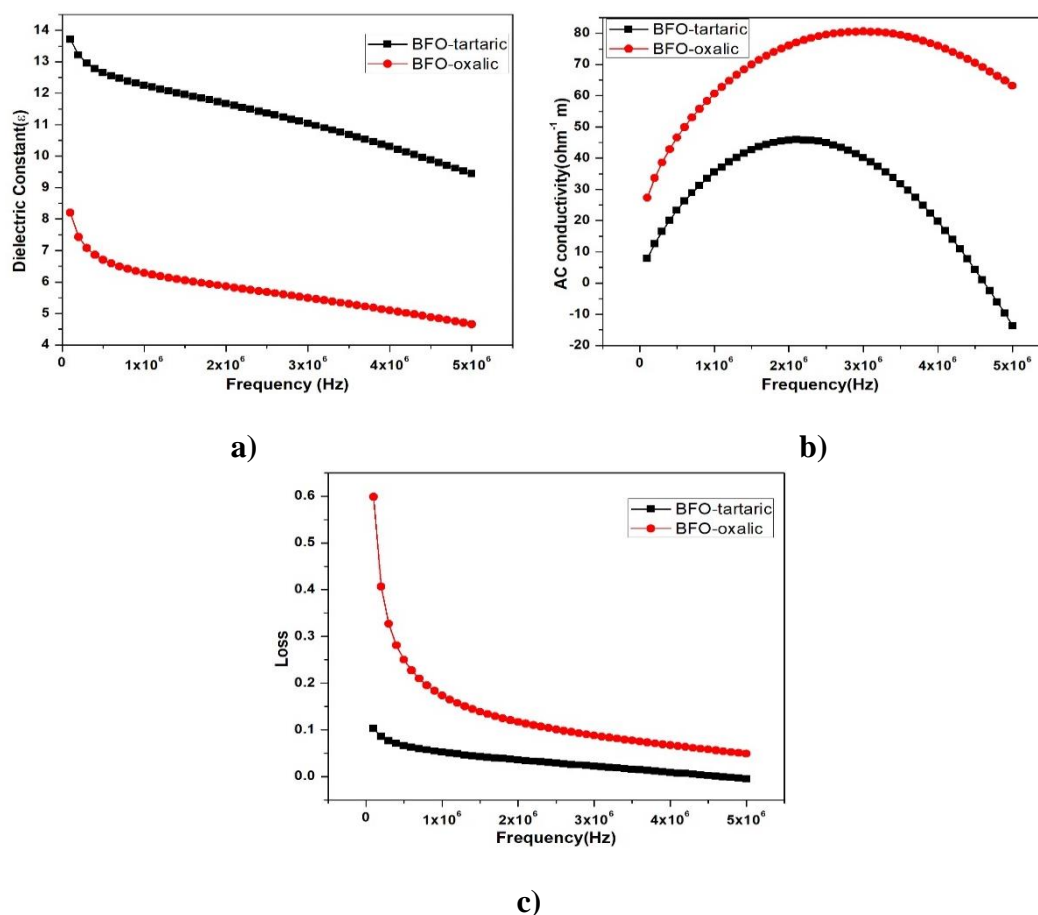 14
13
12
11
10
9
8
7
6
5
4
Dielectric Constant(ε)
BFO-tartaric
BFO-oxalic
0 1x10⁶ 2x10⁶ 3x10⁶ 4x10⁶ 5x10⁶
Frequency (Hz)
a)
80
70
60
50
40
30
20
10
0
-10
-20
AC conductivity(ohm⁻¹ m)
BFO-tartaric
BFO-oxalic
0 1x10⁶ 2x10⁶ 3x10⁶ 4x10⁶ 5x10⁶
Frequency(Hz)
b)
0.6
0.5
0.4
0.3
0.2
0.1
0.0
Loss
BFO-tartaric
BFO-oxalic
0 1x10⁶ 2x10⁶ 3x10⁶ 4x10⁶ 5x10⁶
Frequency(Hz)
c)